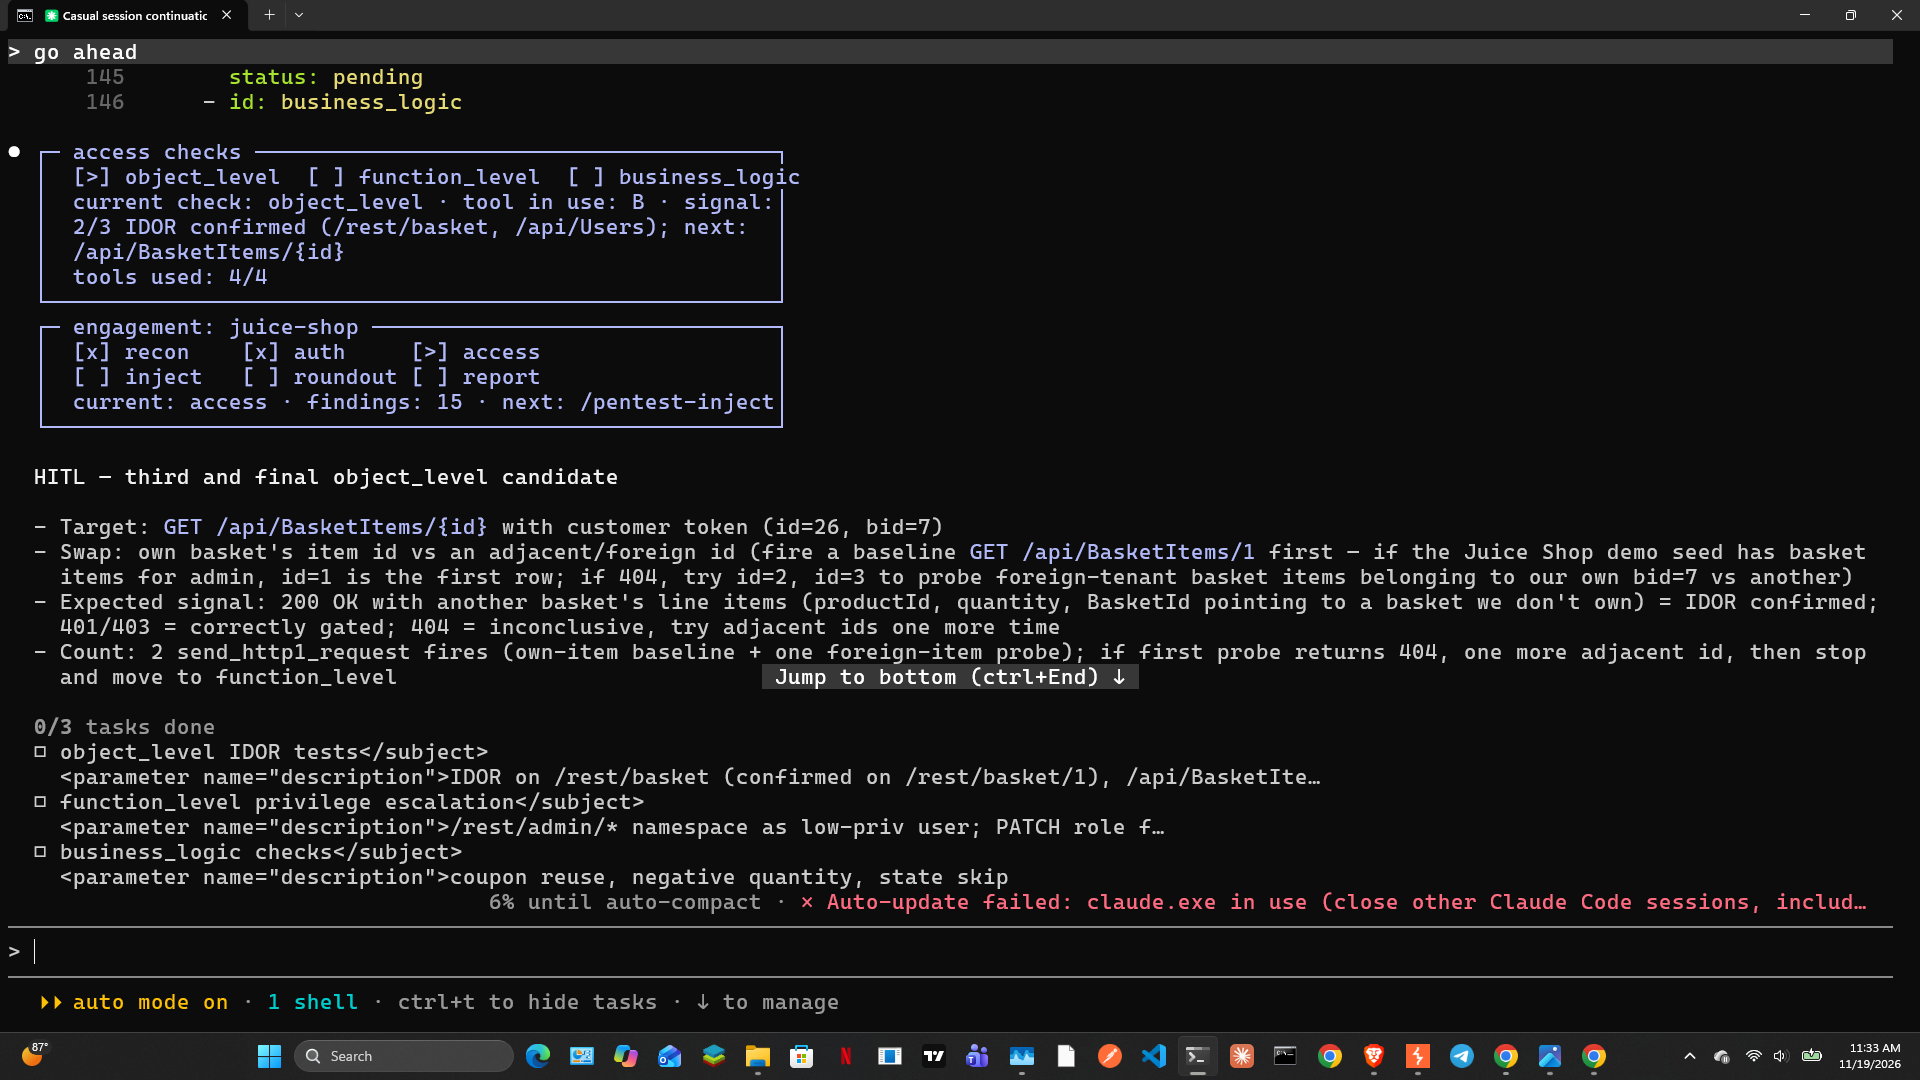 Casual session continuatic
> go ahead
145 status: pending
146 - id: business_logic
● access checks
[>] object_level [ ] function_level [ ] business_logic
current check: object_level · tool in use: B · signal:
2/3 IDOR confirmed (/rest/basket, /api/Users); next:
/api/BasketItems/{id}
tools used: 4/4
engagement: juice-shop
[x] recon [x] auth [>] access
[ ] inject [ ] roundout [ ] report
current: access · findings: 15 · next: /pentest-inject
HITL — third and final object_level candidate
- Target: GET /api/BasketItems/{id} with customer token (id=26, bid=7)
- Swap: own basket's item id vs an adjacent/foreign id (fire a baseline GET /api/BasketItems/1 first — if the Juice Shop demo seed has basket
items for admin, id=1 is the first row; if 404, try id=2, id=3 to probe foreign-tenant basket items belonging to our own bid=7 vs another)
- Expected signal: 200 OK with another basket's line items (productId, quantity, BasketId pointing to a basket we don't own) = IDOR confirmed;
401/403 = correctly gated; 404 = inconclusive, try adjacent ids one more time
- Count: 2 send_http1_request fires (own-item baseline + one foreign-item probe); if first probe returns 404, one more adjacent id, then stop
and move to function_level
Jump to bottom (ctrl+End) ↓
0/3 tasks done
□ object_level IDOR tests</subject>
<parameter name="description">IDOR on /rest/basket (confirmed on /rest/basket/1), /api/BasketIte…
□ function_level privilege escalation</subject>
<parameter name="description">/rest/admin/* namespace as low-priv user; PATCH role f…
□ business_logic checks</subject>
<parameter name="description">coupon reuse, negative quantity, state skip
6% until auto-compact · × Auto-update failed: claude.exe in use (close other Claude Code sessions, includ…
>
auto mode on · 1 shell · ctrl+t to hide tasks · ↓ to manage
87°
Search
11:33 AM
11/19/2026